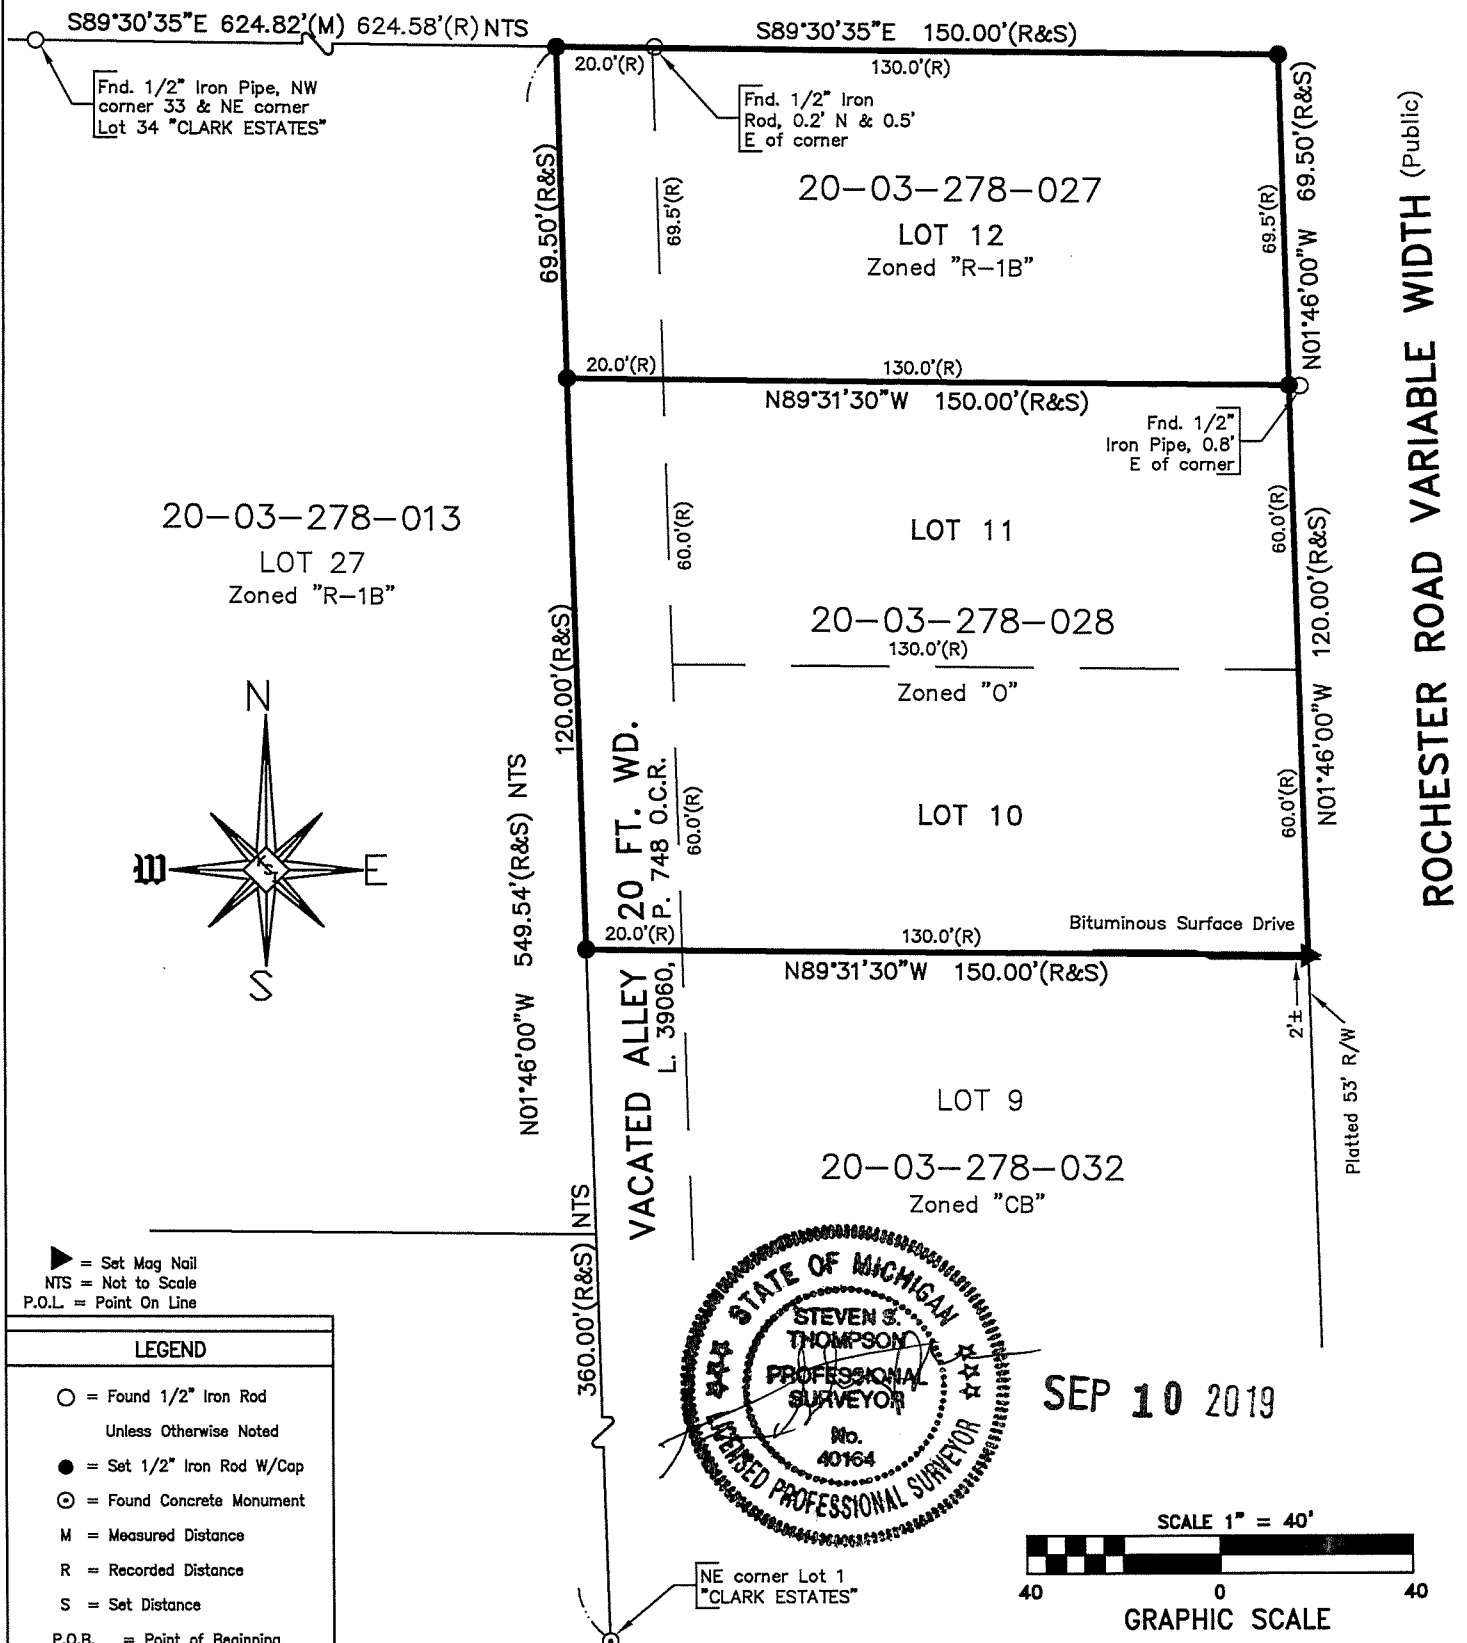 S89°30'35"E 624.82'(M) 624.58'(R) NTS
S89°30'35"E 150.00'(R&S)
20.0'(R)
130.0'(R)
Fnd. 1/2" Iron Pipe, NW
corner 33 & NE corner
Lot 34 "CLARK ESTATES"
Fnd. 1/2" Iron
Rod, 0.2' N & 0.5'
E of corner
69.50'(R&S)
69.5'(R)
20-03-278-027
LOT 12
Zoned "R-1B"
69.5'(R)
N01°46'00"W 69.50'(R&S)
ROCHESTER ROAD VARIABLE WIDTH (Public)
20.0'(R)
130.0'(R)
N89°31'30"W 150.00'(R&S)
Fnd. 1/2"
Iron Pipe, 0.8'
E of corner
20-03-278-013
LOT 27
Zoned "R-1B"
60.0'(R)
LOT 11
60.0'(R)
20-03-278-028
130.0'(R)
Zoned "O"
120.00'(R&S)
N01°46'00"W 120.00'(R&S)
N
W
E
S
KSJ
N01°46'00"W 549.54'(R&S) NTS
VACATED ALLEY 20 FT. WD.
L. 39060, P. 748 O.C.R.
60.0'(R)
LOT 10
60.0'(R)
Bituminous Surface Drive
20.0'(R)
130.0'(R)
N89°31'30"W 150.00'(R&S)
2'±
Platted 53' R/W
LOT 9
20-03-278-032
Zoned "CB"
360.00'(R&S) NTS
= Set Mag Nail
NTS = Not to Scale
P.O.L. = Point On Line
LEGEND
= Found 1/2" Iron Rod
Unless Otherwise Noted
= Set 1/2" Iron Rod W/Cap
= Found Concrete Monument
M = Measured Distance
R = Recorded Distance
S = Set Distance
P.O.B. = Point of Beginning
STATE OF MICHIGAN
STEVEN S.
THOMPSON
PROFESSIONAL
SURVEYOR
No.
40164
LICENSED PROFESSIONAL SURVEYOR
SEP 10 2019
NE corner Lot 1
"CLARK ESTATES"
SCALE 1" = 40'
40 0 40
GRAPHIC SCALE